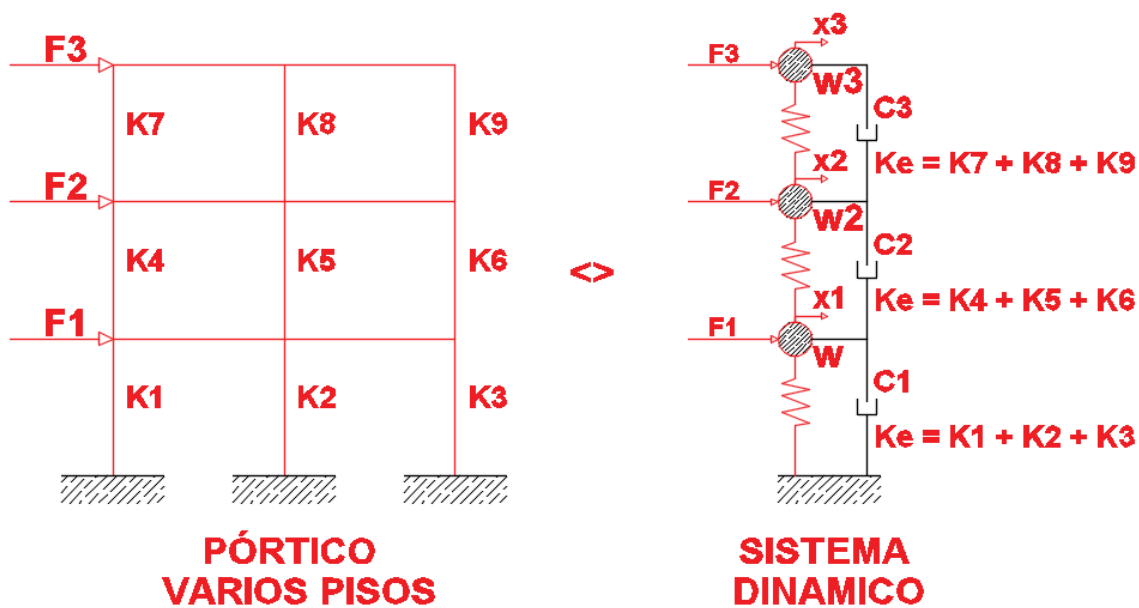 F3
K7
K8
K9
F2
K4
K5
K6
F1
K1
K2
K3
PÓRTICO
VARIOS PISOS
<>
x3
F3
W3
C3
Ke = K7 + K8 + K9
x2
F2
W2
C2
Ke = K4 + K5 + K6
x1
F1
W
C1
Ke = K1 + K2 + K3
SISTEMA
DINAMICO